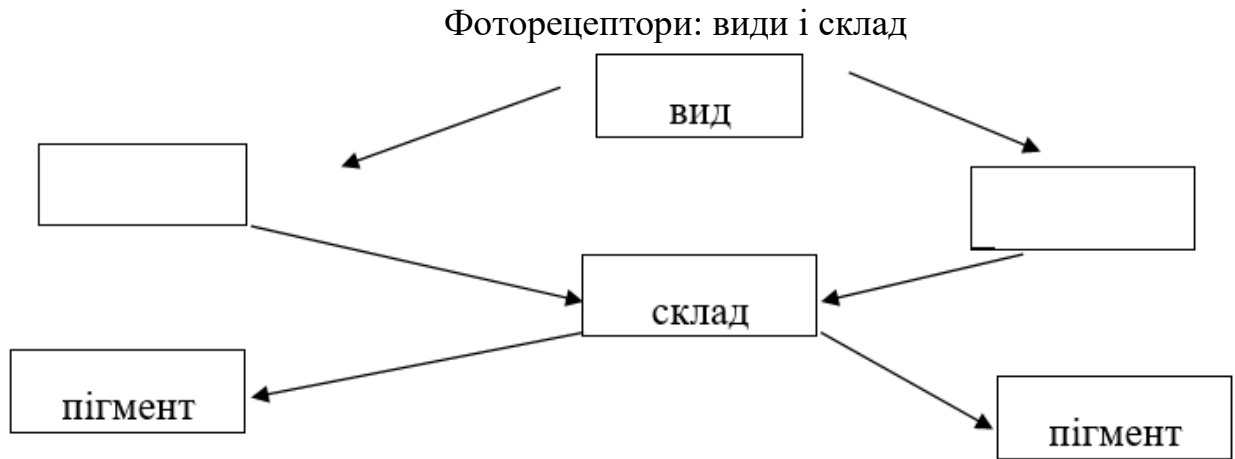 Фоторецептори: види і склад
вид
склад
пігмент
пігмент